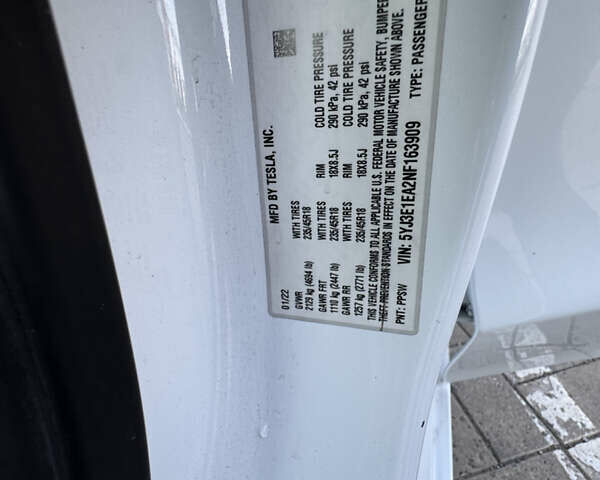 MFD BY TESLA, INC.
01/22
GVWR
2129 kg (4694 lb)
WITH TIRES RIM COLD TIRE PRESSURE
GAWR FRT 235/45R18 18X8.5J 290 kPa, 42 psi
1110 kg (2447 lb)
WITH TIRES RIM COLD TIRE PRESSURE
GAWR RR 235/45R18 18X8.5J 290 kPa, 42 psi
1257 kg (2771 lb)
THIS VEHICLE CONFORMS TO ALL APPLICABLE U.S. FEDERAL MOTOR VEHICLE SAFETY, BUMPER
THEFT PREVENTION STANDARDS IN EFFECT ON THE DATE OF MANUFACTURE SHOWN ABOVE.
VIN: 5YJ3E1EA2NF163909
PNT: PPSW TYPE: PASSENGER